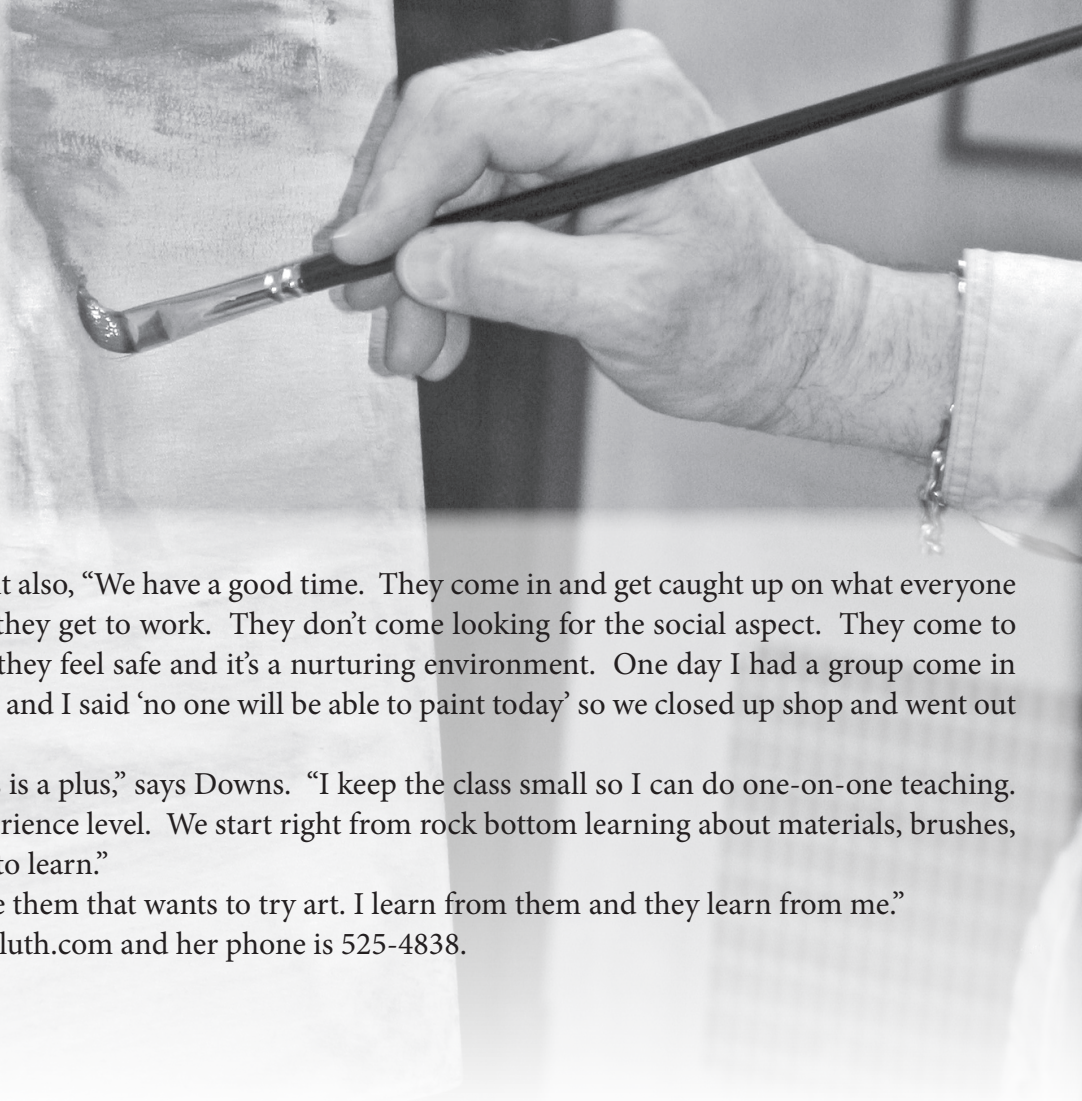 t also, “We have a good time.  They come in and get caught up on what everyone
they get to work.  They don’t come looking for the social aspect.  They come to
they feel safe and it’s a nurturing environment.  One day I had a group come in
and I said ‘no one will be able to paint today’ so we closed up shop and went out
is a plus,” says Downs.  “I keep the class small so I can do one-on-one teaching.
rience level.  We start right from rock bottom learning about materials, brushes,
to learn.”
e them that wants to try art. I learn from them and they learn from me.”
luth.com and her phone is 525-4838.